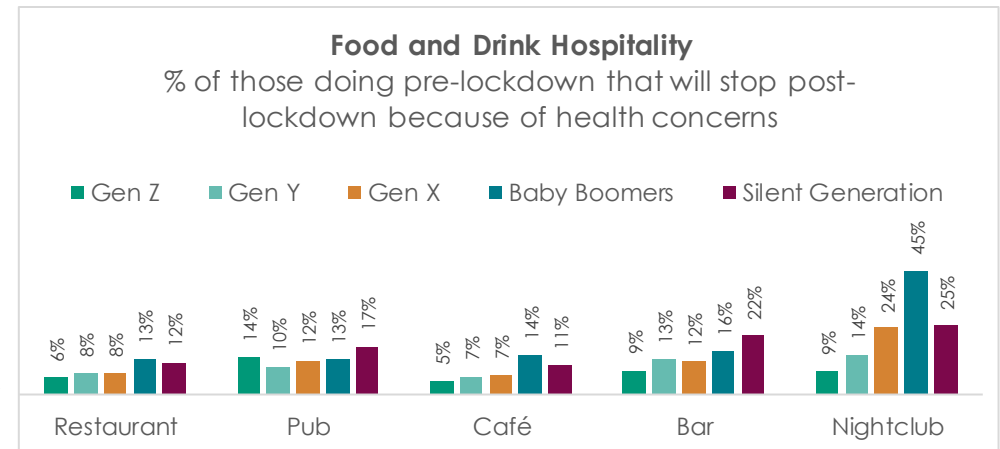 Food and Drink Hospitality
% of those doing pre-lockdown that will stop post-
lockdown because of health concerns
Gen Z Gen Y Gen X Baby Boomers Silent Generation
6% 8% 8% 13% 12% 14% 10% 12% 13% 17% 5% 7% 7% 14% 11% 9% 13% 12% 16% 22% 9% 14% 24% 45% 25%
Restaurant Pub Café Bar Nightclub